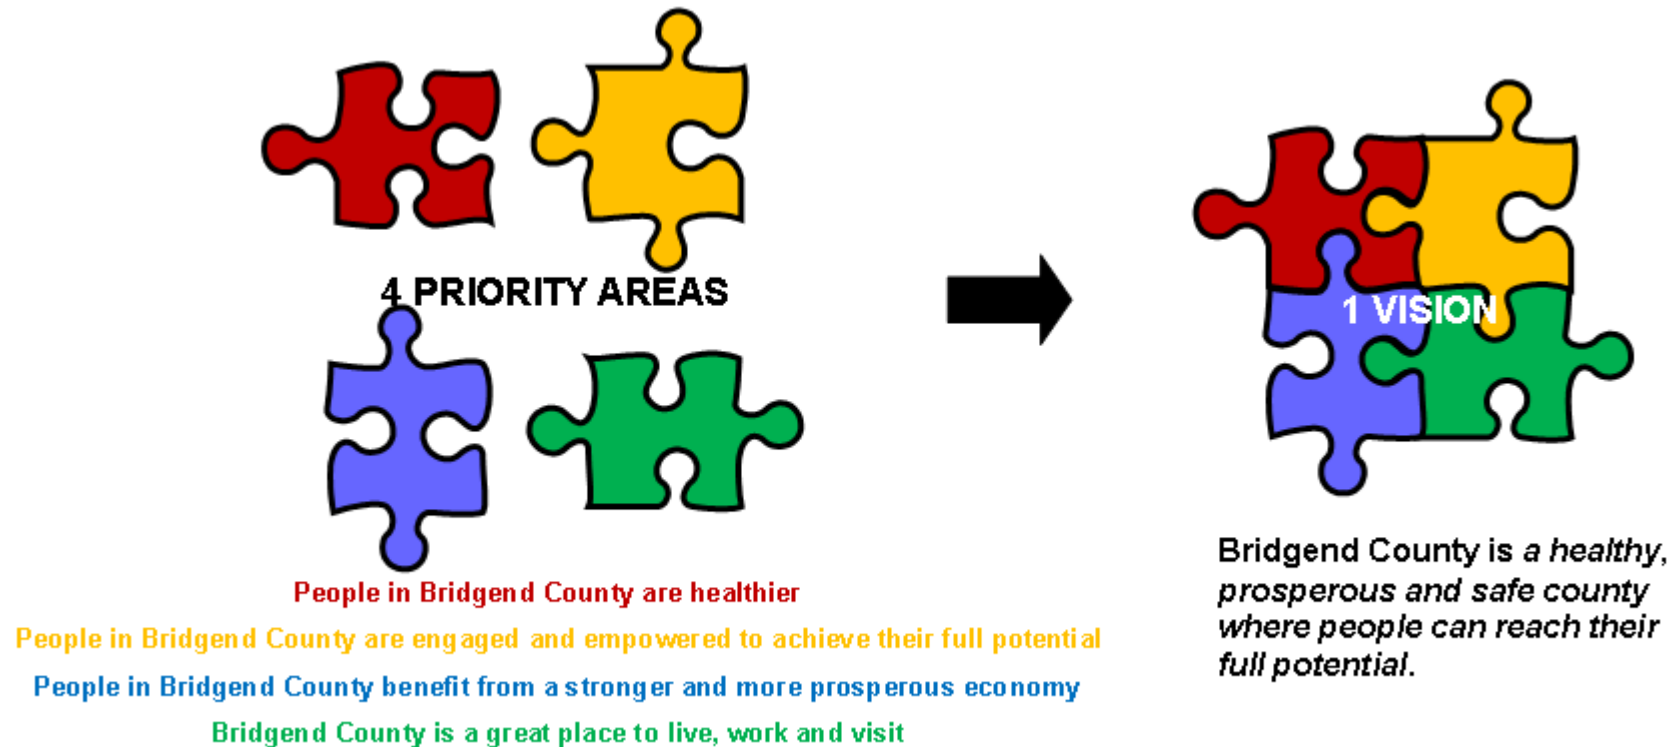 4 PRIORITY AREAS
People in Bridgend County are healthier
People in Bridgend County are engaged and empowered to achieve their full potential
People in Bridgend County benefit from a stronger and more prosperous economy
Bridgend County is a great place to live, work and visit
1 VISION
Bridgend County is a healthy,
prosperous and safe county
where people can reach their
full potential.